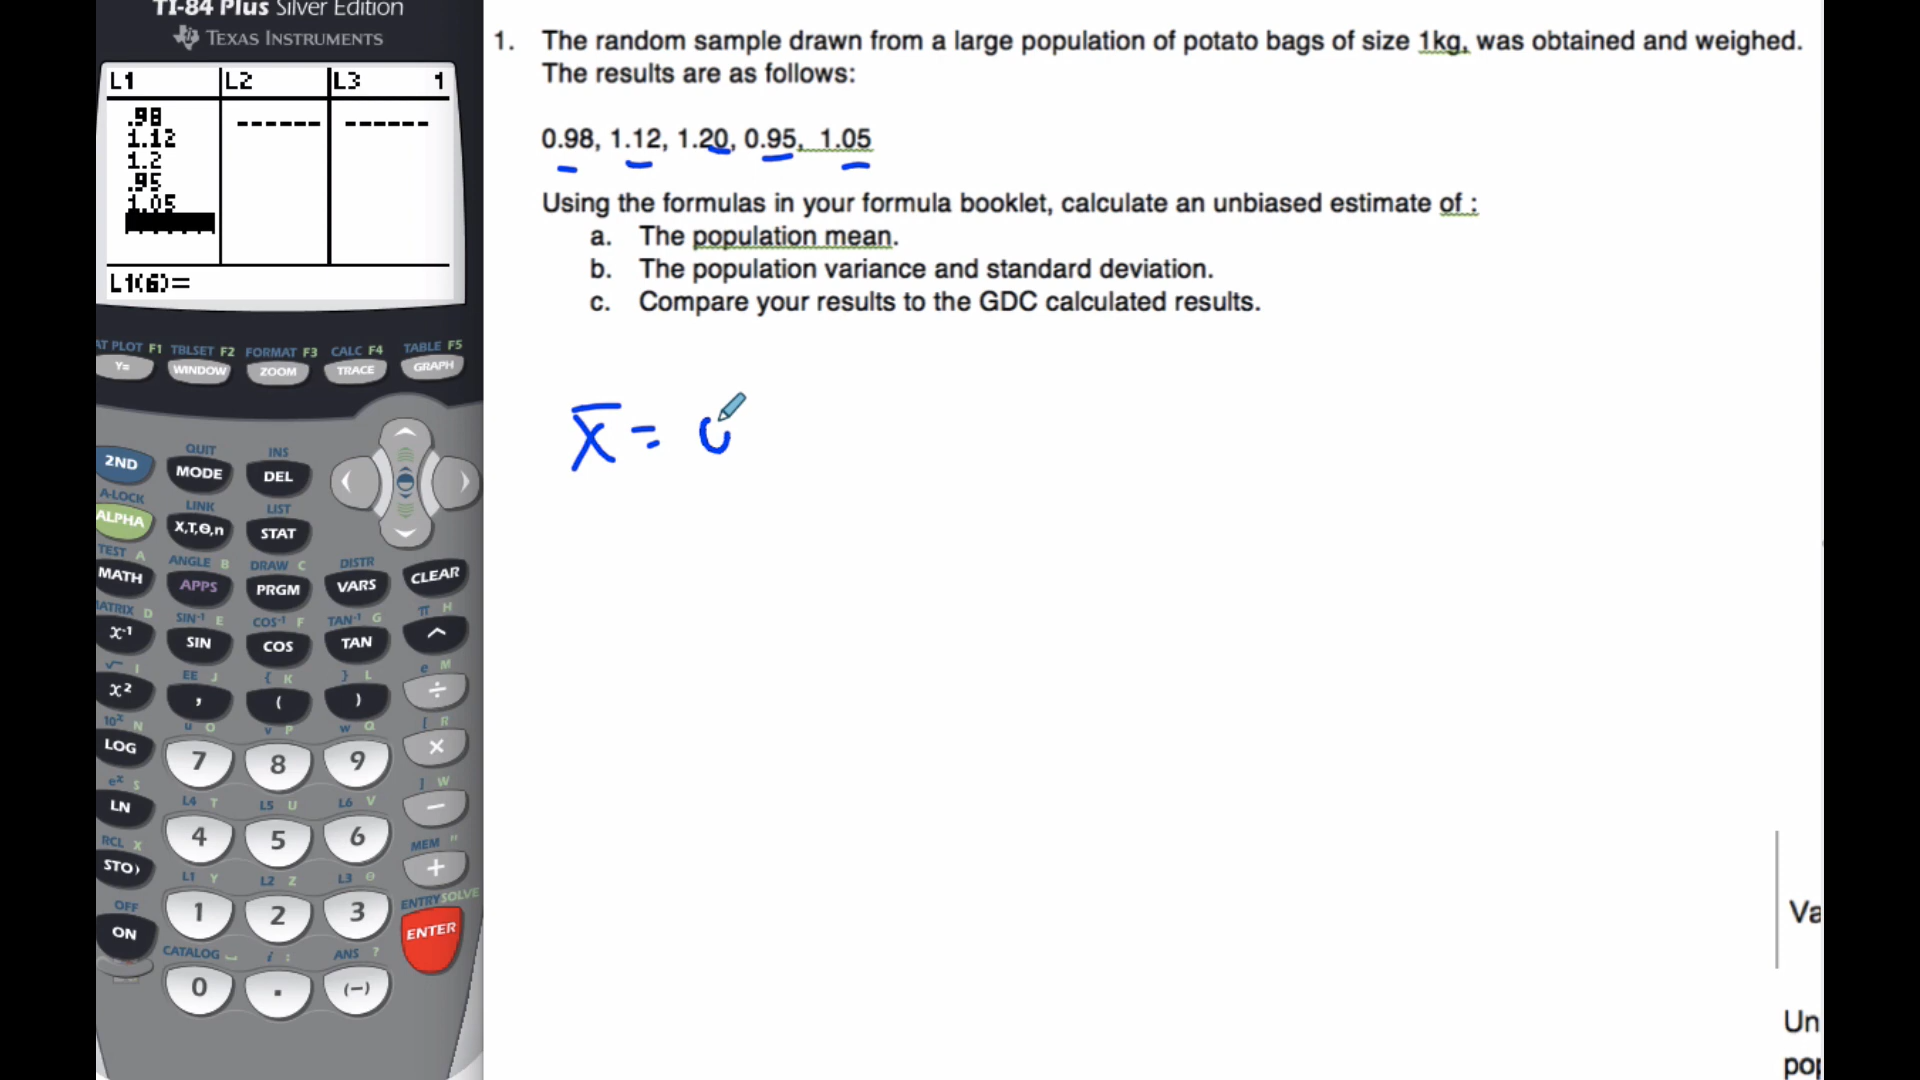 TI-84 Plus Silver Edition
TEXAS INSTRUMENTS
L1 L2 L3 1
.98 ------ ------
1.12
1.2
.95
1.05
L1(6)=
AT PLOT F1 TBLSET F2 FORMAT F3 CALC F4 TABLE F5
Y= WINDOW ZOOM TRACE GRAPH
QUIT INS
2ND MODE DEL
A-LOCK LINK LIST
ALPHA X,T,Θ,n STAT
TEST A ANGLE B DRAW C DISTR
MATH APPS PRGM VARS CLEAR
MATRIX D SIN-1 E COS-1 F TAN-1 G π H
x-1 SIN COS TAN ^
√ I EE J { K } L e M
x2 , ( ) ÷
10x N u O v P w Q [ R
LOG 7 8 9 ×
ex S L4 T L5 U L6 V ] W
LN 4 5 6 −
RCL X L1 Y L2 Z L3 Θ MEM "
STO› 1 2 3 +
OFF CATALOG i : ANS ? ENTRY SOLVE
ON 0 . (−) ENTER
1. The random sample drawn from a large population of potato bags of size 1kg, was obtained and weighed.
The results are as follows:
0.98, 1.12, 1.20, 0.95, 1.05
Using the formulas in your formula booklet, calculate an unbiased estimate of :
a. The population mean.
b. The population variance and standard deviation.
c. Compare your results to the GDC calculated results.
x̄ =
Va
Un
pop